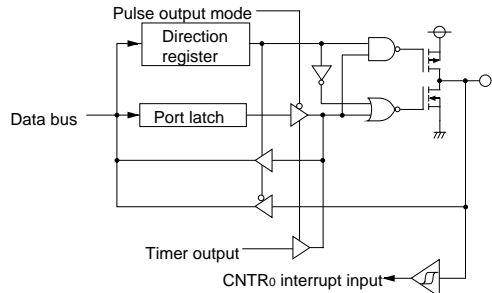 Pulse output mode
Direction
register
Data bus
Port latch
Timer output
CNTR0 interrupt input